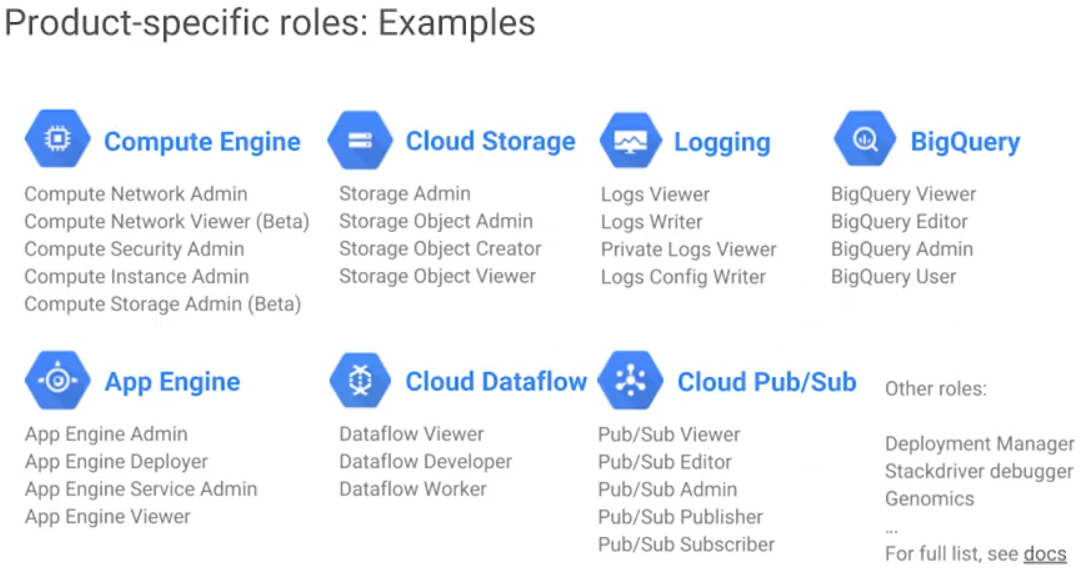 Product-specific roles: Examples
Compute Engine
Compute Network Admin
Compute Network Viewer (Beta)
Compute Security Admin
Compute Instance Admin
Compute Storage Admin (Beta)
Cloud Storage
Storage Admin
Storage Object Admin
Storage Object Creator
Storage Object Viewer
Logging
Logs Viewer
Logs Writer
Private Logs Viewer
Logs Config Writer
BigQuery
BigQuery Viewer
BigQuery Editor
BigQuery Admin
BigQuery User
App Engine
App Engine Admin
App Engine Deployer
App Engine Service Admin
App Engine Viewer
Cloud Dataflow
Dataflow Viewer
Dataflow Developer
Dataflow Worker
Cloud Pub/Sub
Pub/Sub Viewer
Pub/Sub Editor
Pub/Sub Admin
Pub/Sub Publisher
Pub/Sub Subscriber
Other roles:
Deployment Manager
Stackdriver debugger
Genomics
...
For full list, see docs